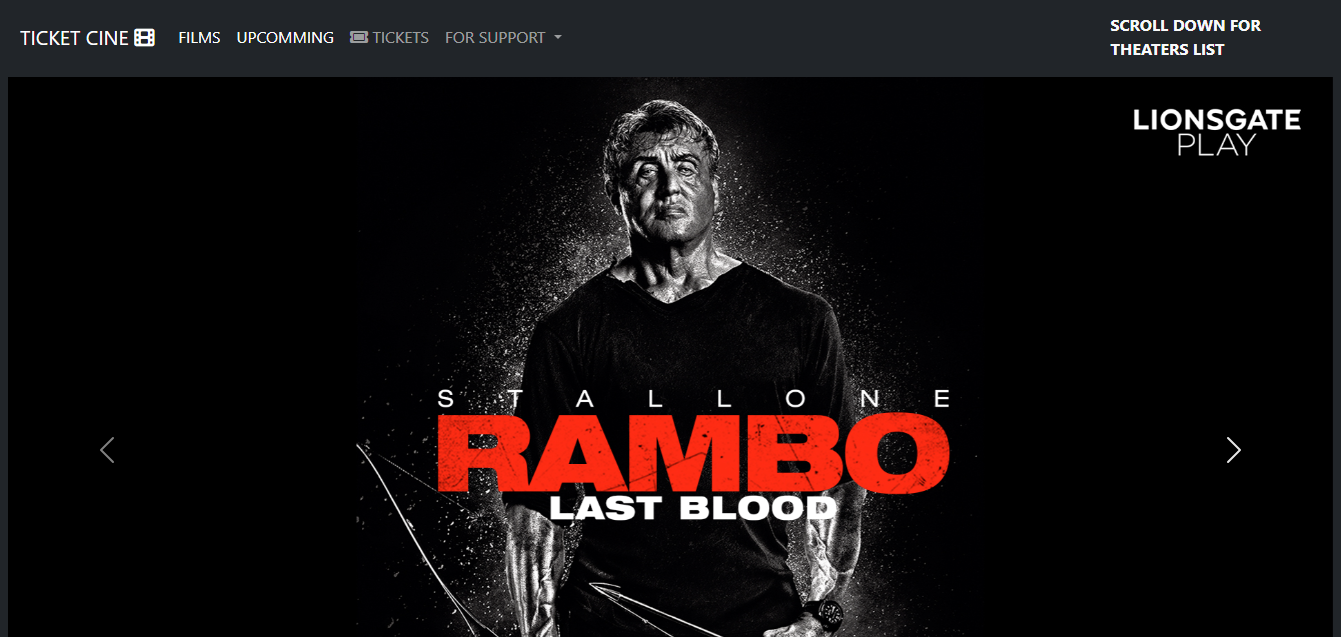 TICKET CINE FILMS UPCOMMING TICKETS FOR SUPPORT
SCROLL DOWN FOR
THEATERS LIST
LIONSGATE
PLAY
STALLONE
RAMBO
LAST BLOOD